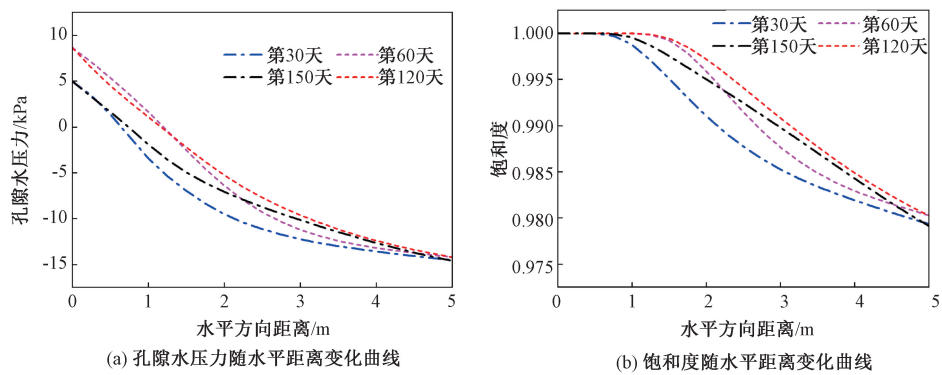 10
5
0
-5
-10
-15
孔隙水压力/kPa
第30天 第60天
第150天 第120天
0 1 2 3 4 5
水平方向距离/m
(a) 孔隙水压力随水平距离变化曲线
1.000
0.995
0.990
0.985
0.980
0.975
饱和度
第30天 第60天
第150天 第120天
0 1 2 3 4 5
水平方向距离/m
(b) 饱和度随水平距离变化曲线